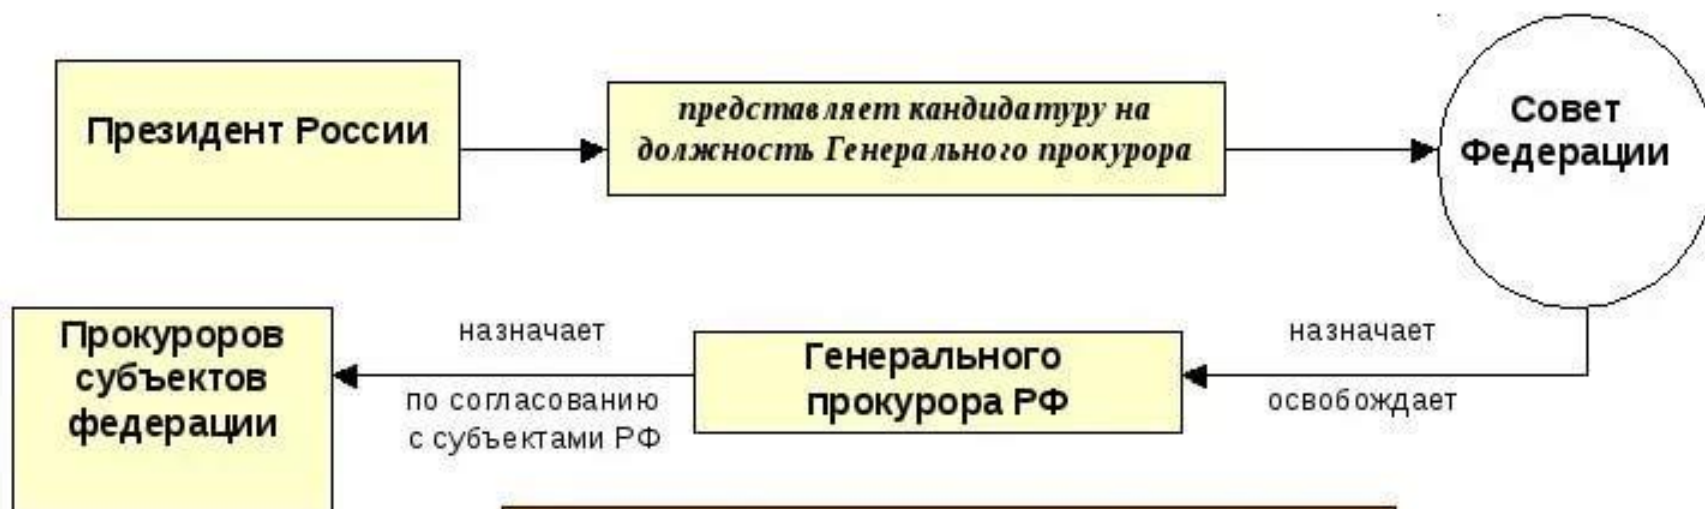 Президент России
представляет кандидатуру на
должность Генерального прокурора
Совет
Федерации
Прокуроров
субъектов
федерации
назначает
по согласованию
с субъектами РФ
Генерального
прокурора РФ
назначает
освобождает